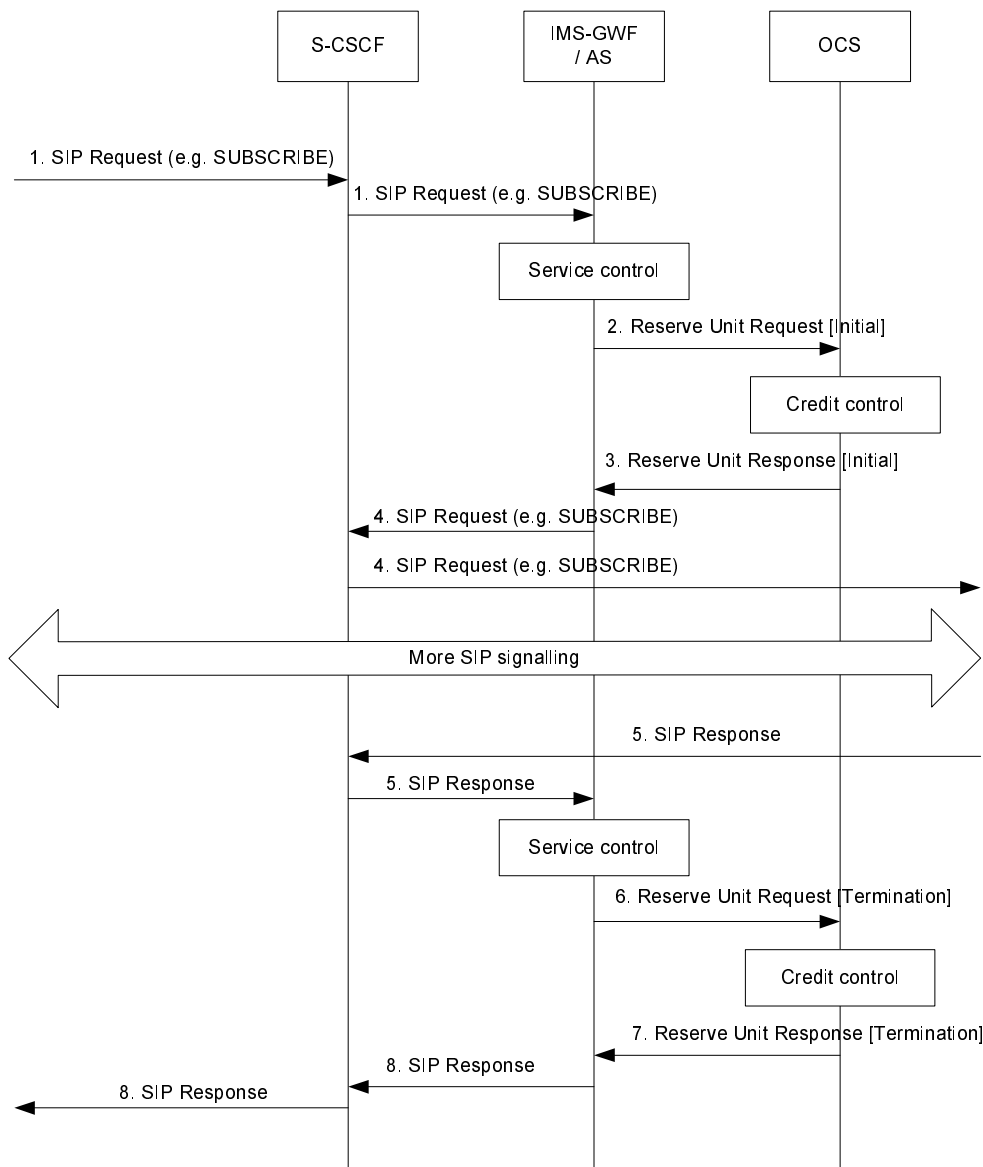 S-CSCF
IMS-GWF
/ AS
OCS
1. SIP Request (e.g. SUBSCRIBE)
1. SIP Request (e.g. SUBSCRIBE)
Service control
2. Reserve Unit Request [Initial]
Credit control
3. Reserve Unit Response [Initial]
4. SIP Request (e.g. SUBSCRIBE)
4. SIP Request (e.g. SUBSCRIBE)
More SIP signalling
5. SIP Response
5. SIP Response
Service control
6. Reserve Unit Request [Termination]
Credit control
7. Reserve Unit Response [Termination]
8. SIP Response
8. SIP Response